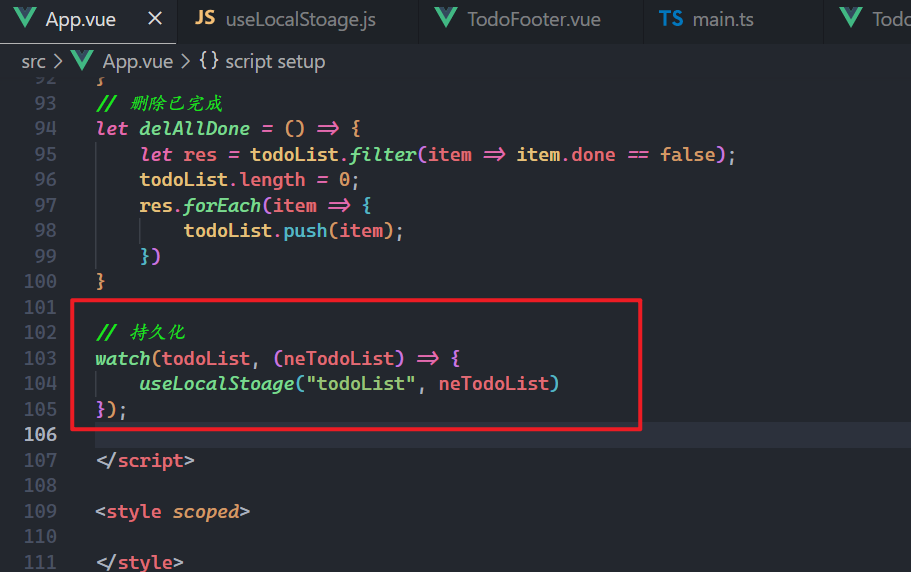 App.vue
JS useLocalStoage.js
TodoFooter.vue
TS main.ts
src > App.vue > {} script setup
92 }
93 // 删除已完成
94 let delAllDone = () => {
95 let res = todoList.filter(item => item.done == false);
96 todoList.length = 0;
97 res.forEach(item => {
98 todoList.push(item);
99 })
100 }
101
102 // 持久化
103 watch(todoList, (neTodoList) => {
104 useLocalStoage("todoList", neTodoList)
105 });
106
107 </script>
108
109 <style scoped>
110
111 </style>